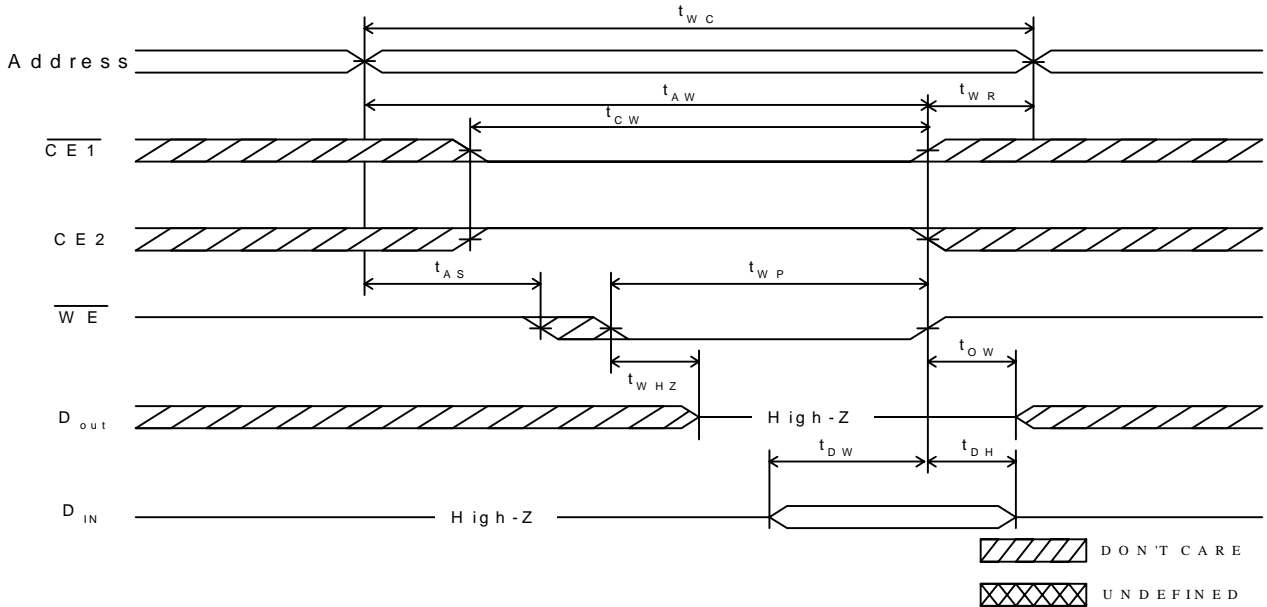 tWC
Address
tAW
tWR
tCW
CE1
CE2
tAS
tWP
WE
tOW
tWHZ
Dout
High-Z
tDW
tDH
DIN
High-Z
DON'T CARE
UNDEFINED